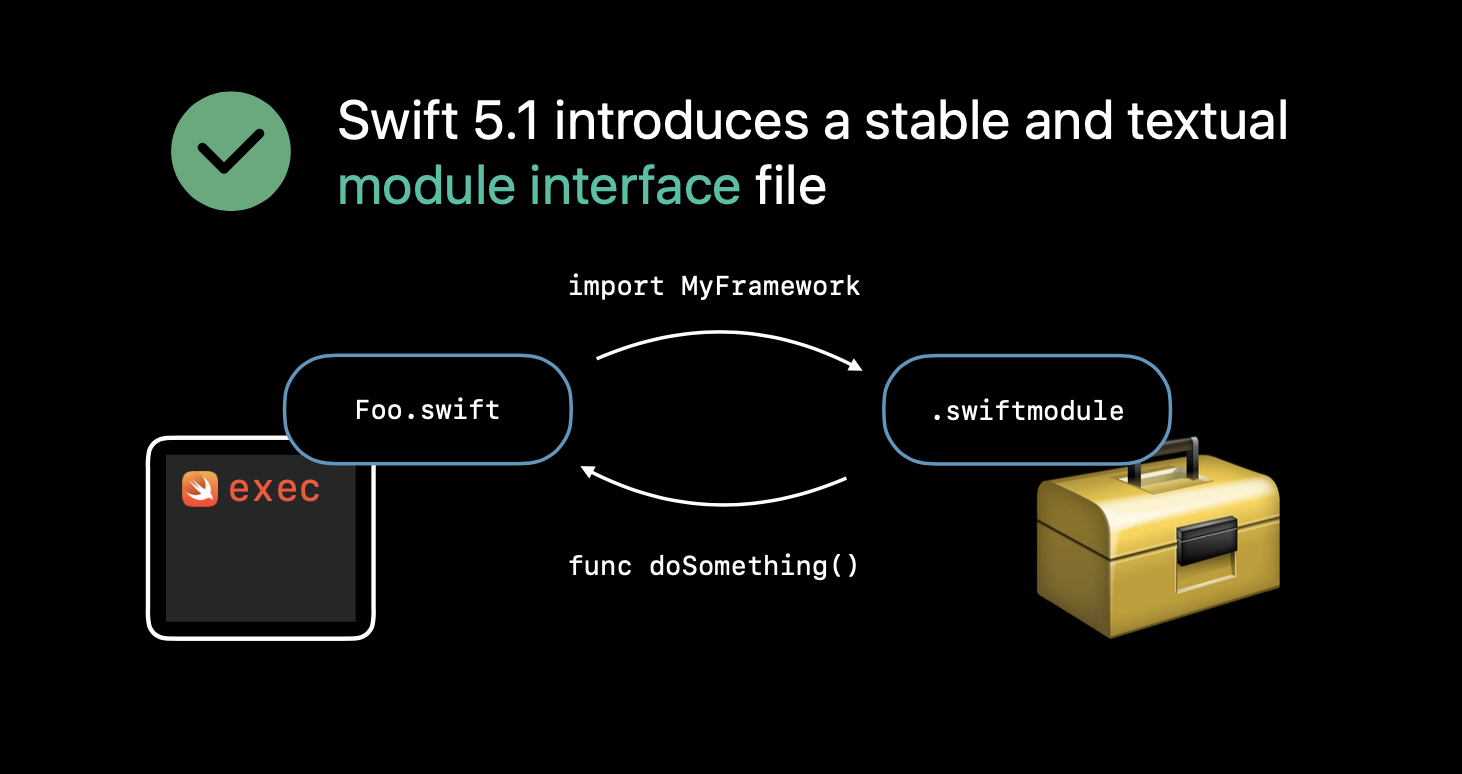 Swift 5.1 introduces a stable and textual
module interface file
import MyFramework
Foo.swift
.swiftmodule
exec
func doSomething()